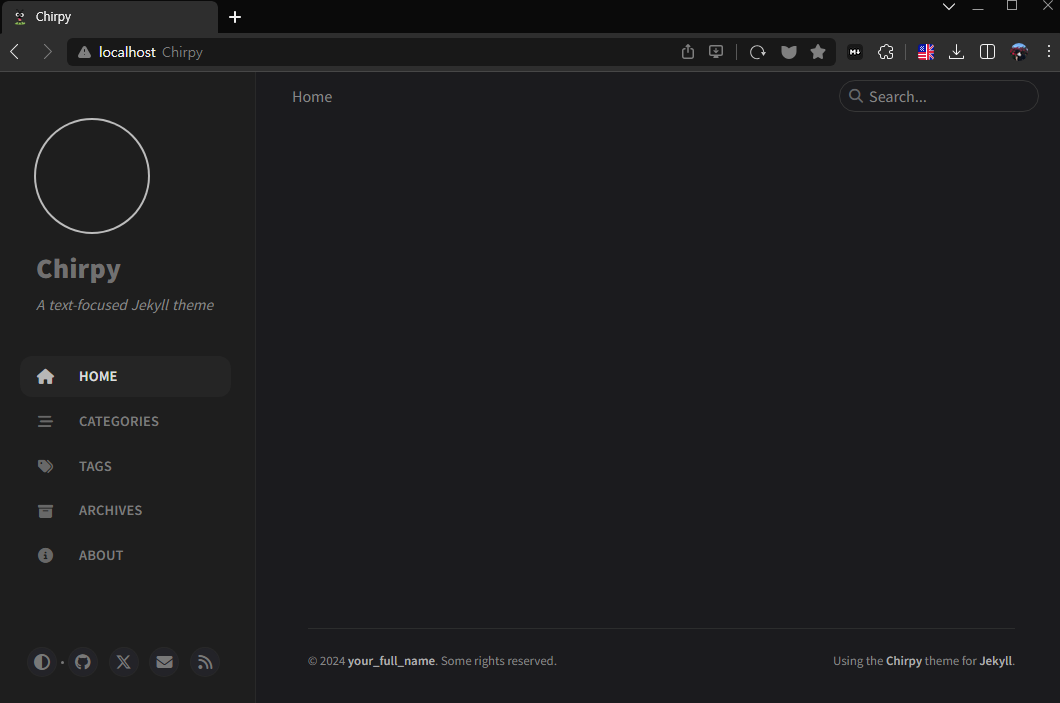 Chirpy
localhost Chirpy
Home
Search...
Chirpy
A text-focused Jekyll theme
HOME
CATEGORIES
TAGS
ARCHIVES
ABOUT
© 2024 your_full_name. Some rights reserved.
Using the Chirpy theme for Jekyll.